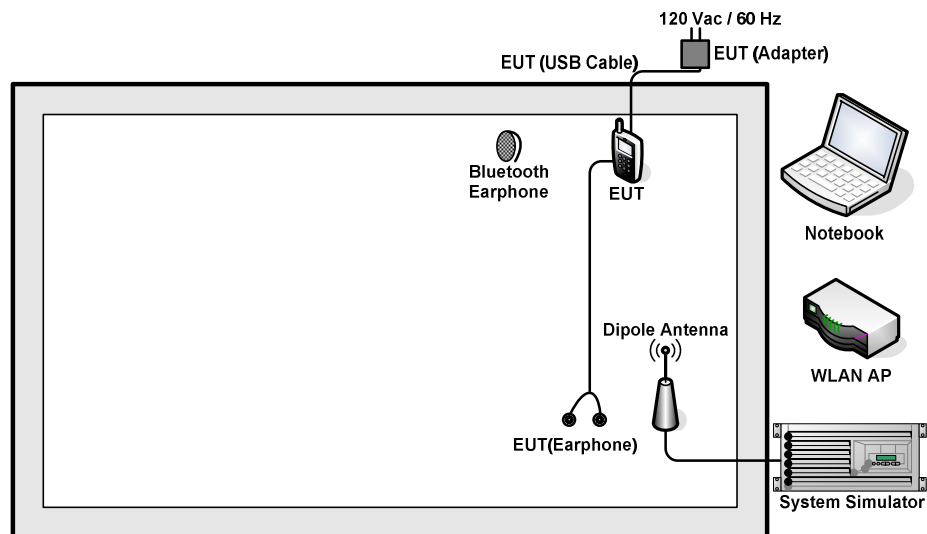 120 Vac / 60 Hz
EUT (USB Cable)
EUT (Adapter)
Bluetooth
Earphone
EUT
Notebook
Dipole Antenna
WLAN AP
EUT(Earphone)
System Simulator